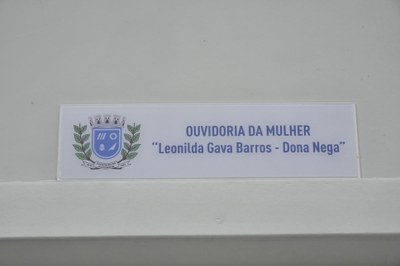 OUVIDORIA DA MULHER
“Leonilda Gava Barros - Dona Nega”